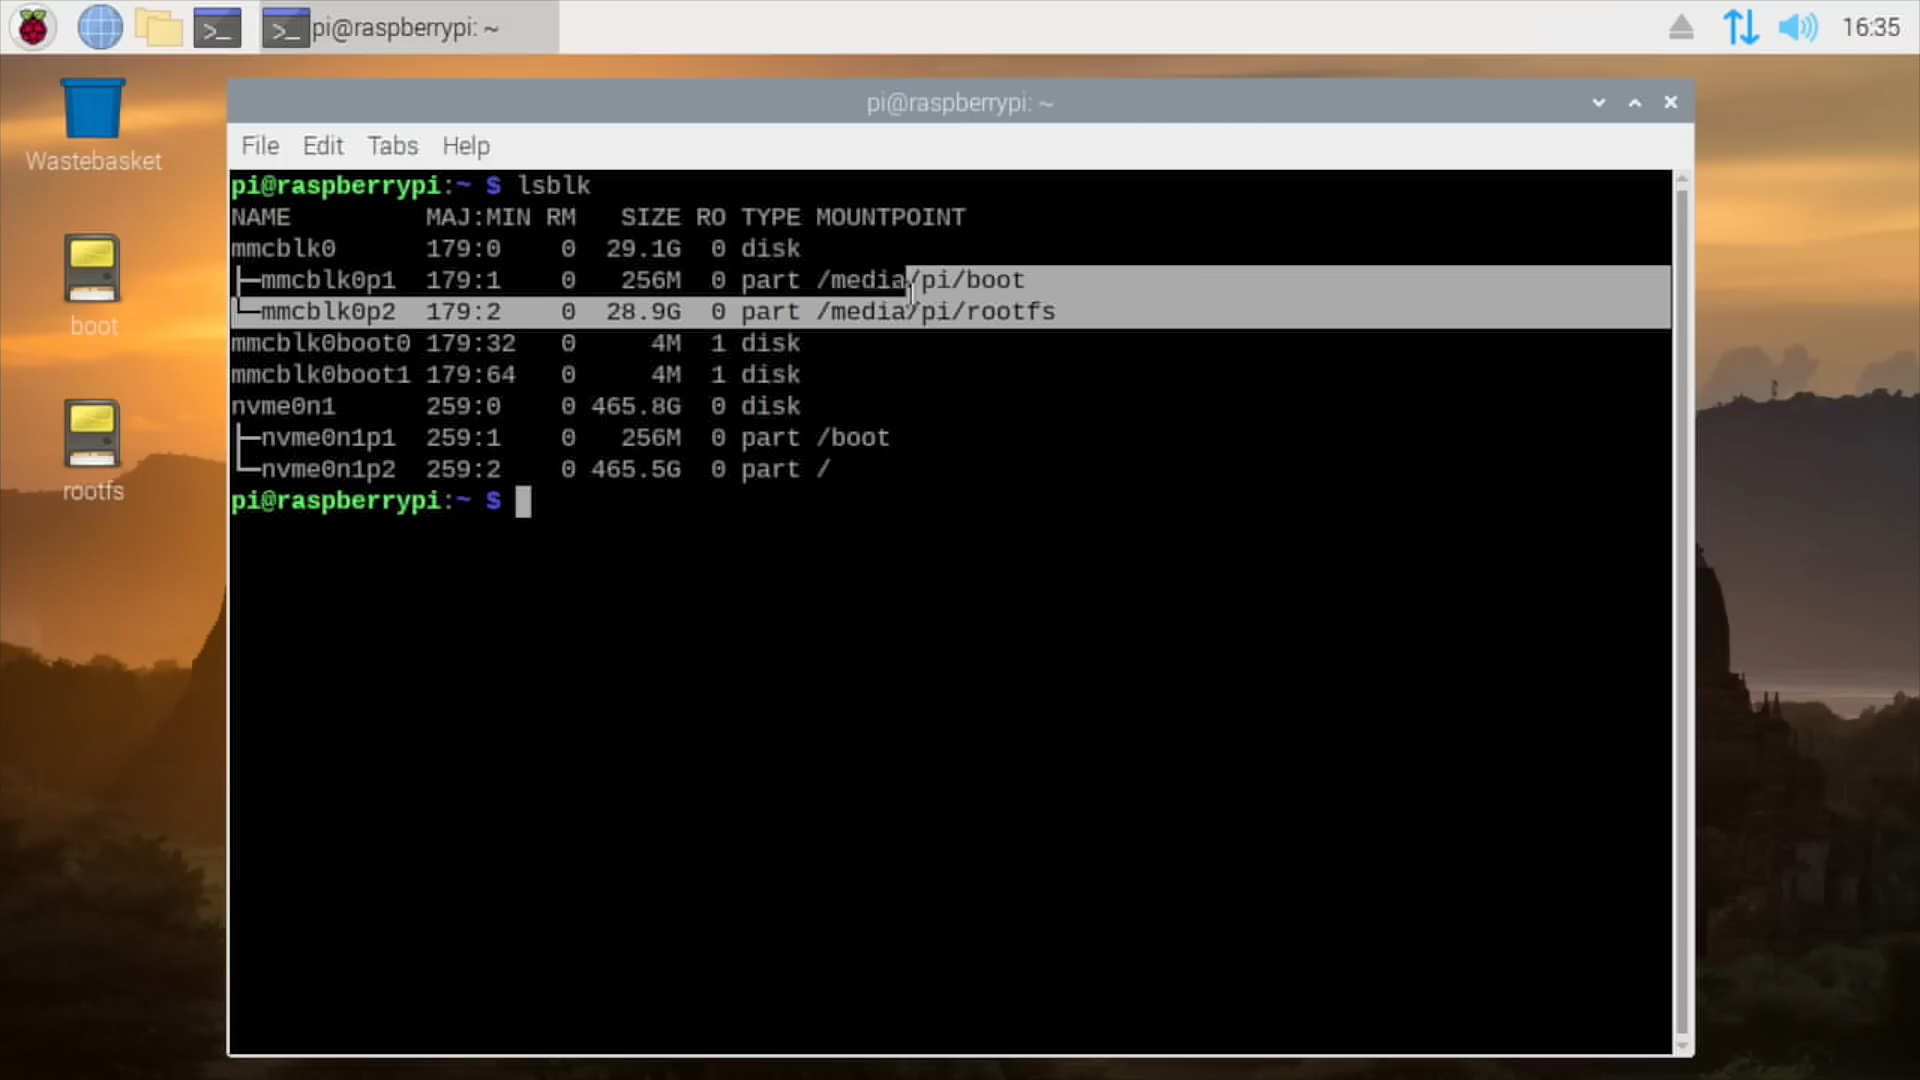 pi@raspberrypi: ~
16:35
Wastebasket
boot
rootfs
pi@raspberrypi: ~
File Edit Tabs Help
pi@raspberrypi:~ $ lsblk
NAME         MAJ:MIN RM   SIZE RO TYPE MOUNTPOINT
mmcblk0      179:0    0  29.1G  0 disk
├─mmcblk0p1  179:1    0   256M  0 part /media/pi/boot
└─mmcblk0p2  179:2    0  28.9G  0 part /media/pi/rootfs
mmcblk0boot0 179:32   0     4M  1 disk
mmcblk0boot1 179:64   0     4M  1 disk
nvme0n1      259:0    0 465.8G  0 disk
├─nvme0n1p1  259:1    0   256M  0 part /boot
└─nvme0n1p2  259:2    0 465.5G  0 part /
pi@raspberrypi:~ $